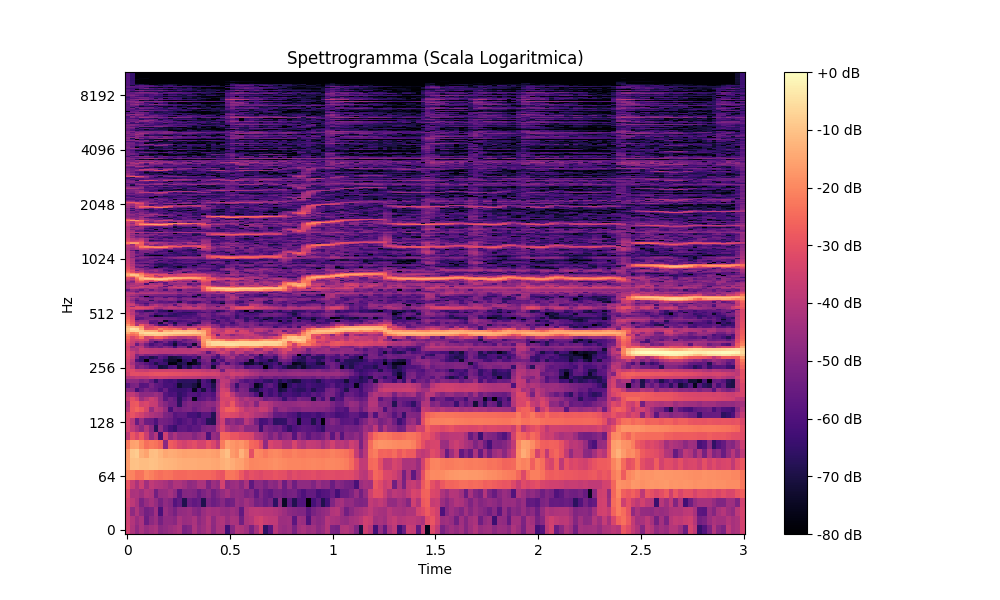 Spettrogramma (Scala Logaritmica)
Hz
8192
4096
2048
1024
512
256
128
64
0
0 0.5 1 1.5 2 2.5 3
Time
+0 dB
-10 dB
-20 dB
-30 dB
-40 dB
-50 dB
-60 dB
-70 dB
-80 dB